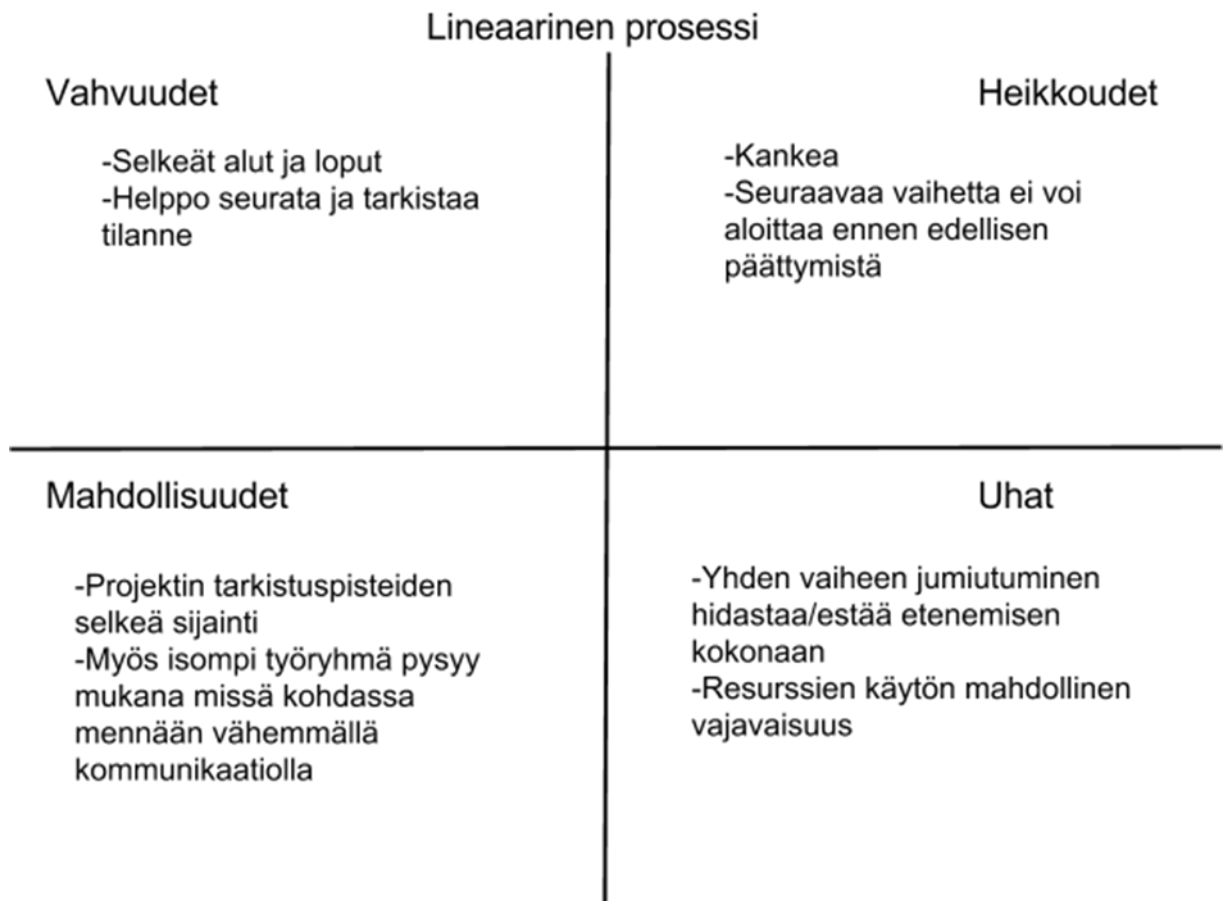 Lineaarinen prosessi
Vahvuudet
-Selkeät alut ja loput
-Helppo seurata ja tarkistaa
tilanne
Heikkoudet
-Kankea
-Seuraavaa vaihetta ei voi
aloittaa ennen edellisen
päättymistä
Mahdollisuudet
-Projektin tarkistuspisteiden
selkeä sijainti
-Myös isompi työryhmä pysyy
mukana missä kohdassa
mennään vähemmällä
kommunikaatiolla
Uhat
-Yhden vaiheen jumiutuminen
hidastaa/estää etenemisen
kokonaan
-Resurssien käytön mahdollinen
vajavaisuus